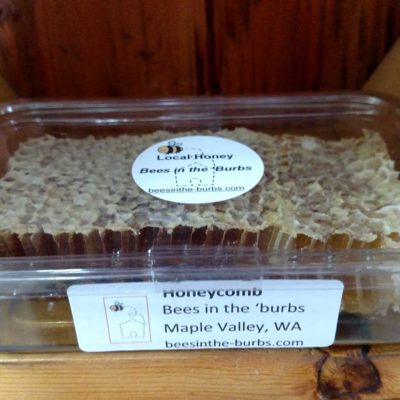 Local Honey
Bees in the 'Burbs
beesinthe-burbs.com
Honeycomb
Bees in the 'burbs
Maple Valley, WA
beesinthe-burbs.com